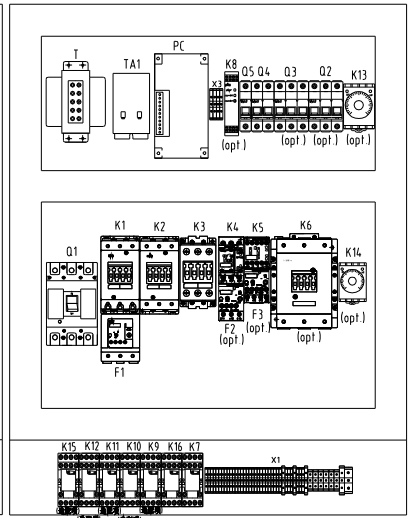 T
TA1
PC
X3
K8
Q5 Q4 Q3 Q2
K13
(opt.)
(opt.)
(opt.)
(opt.)
Q1
K1
K2
K3
K4
K5
K6
K14
F1
F2
(opt.)
F3
(opt.)
(opt.)
(opt.)
K15 K12 K11 K10 K9 K16 K7
X1